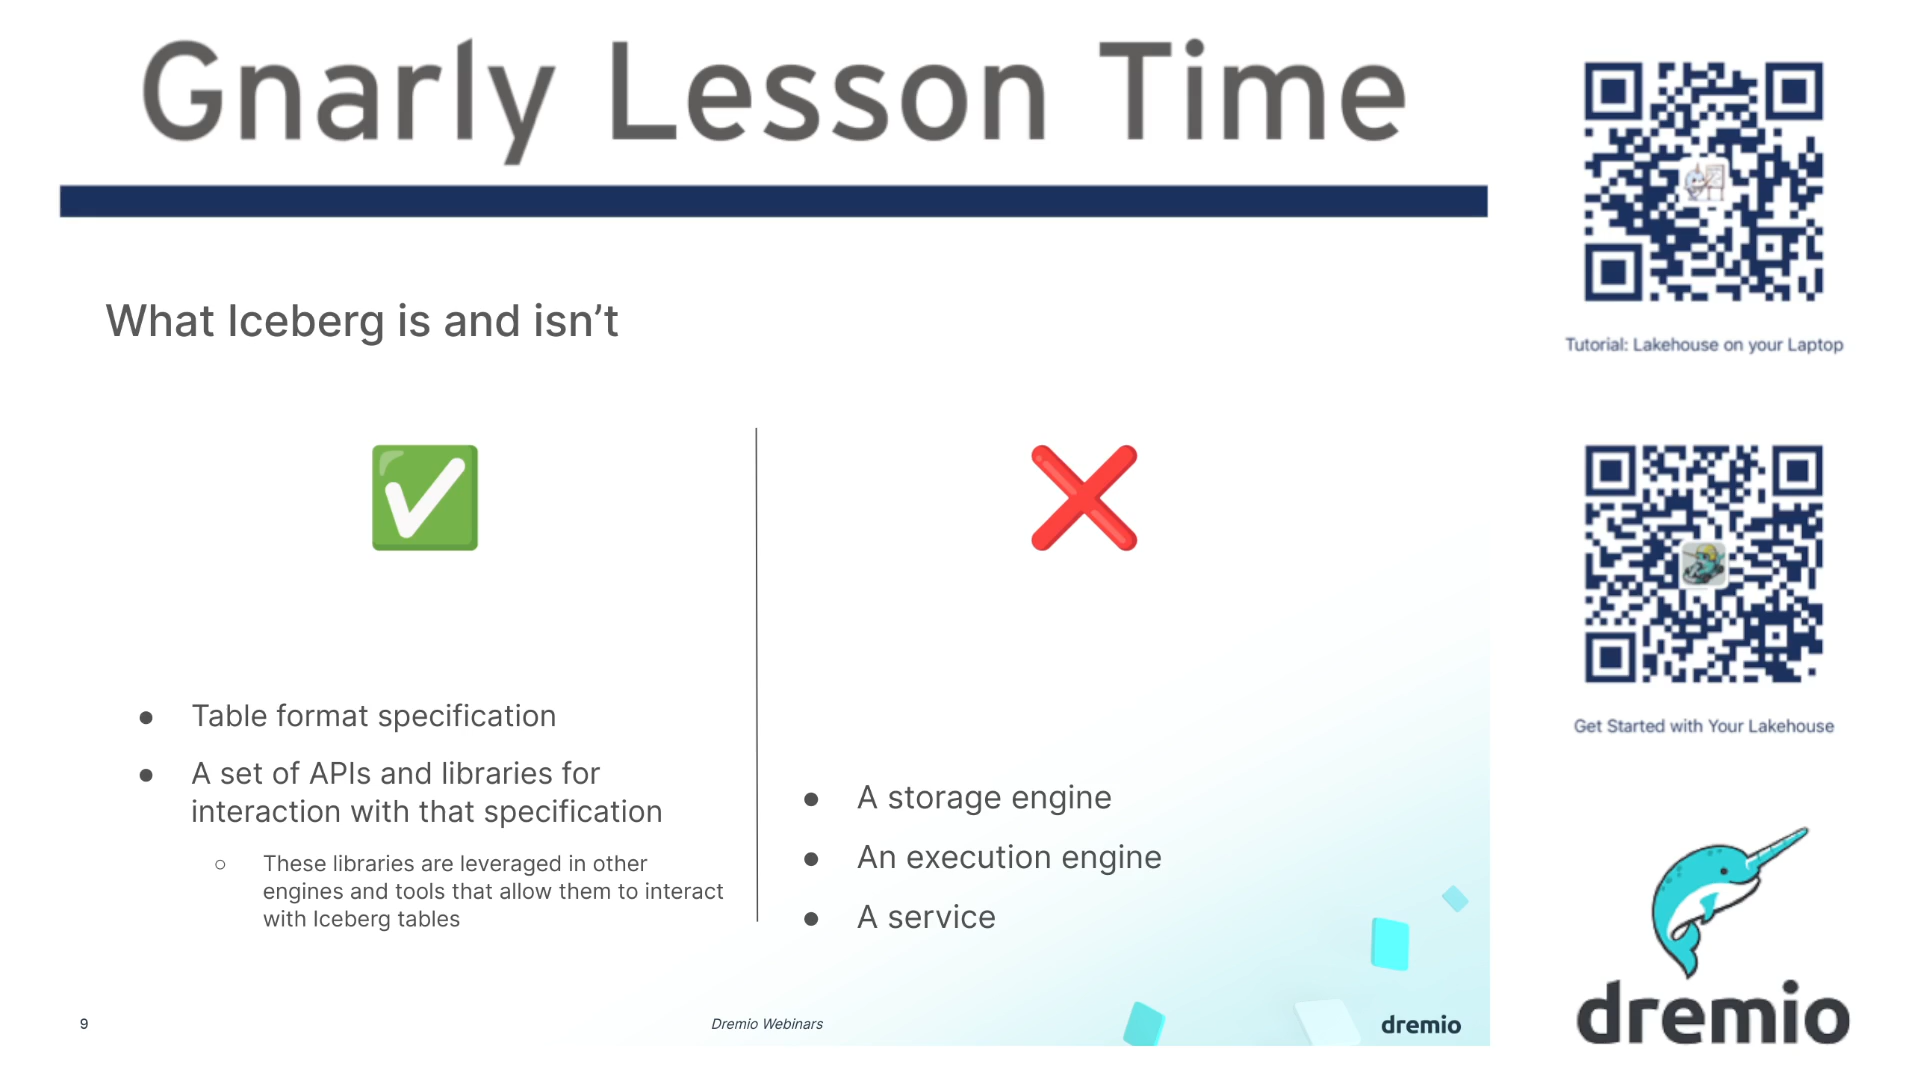 Gnarly Lesson Time
What Iceberg is and isn’t
● Table format specification
● A set of APIs and libraries for
interaction with that specification
○ These libraries are leveraged in other
engines and tools that allow them to interact
with Iceberg tables
● A storage engine
● An execution engine
● A service
9
Dremio Webinars
dremio
Tutorial: Lakehouse on your Laptop
Get Started with Your Lakehouse
dremio